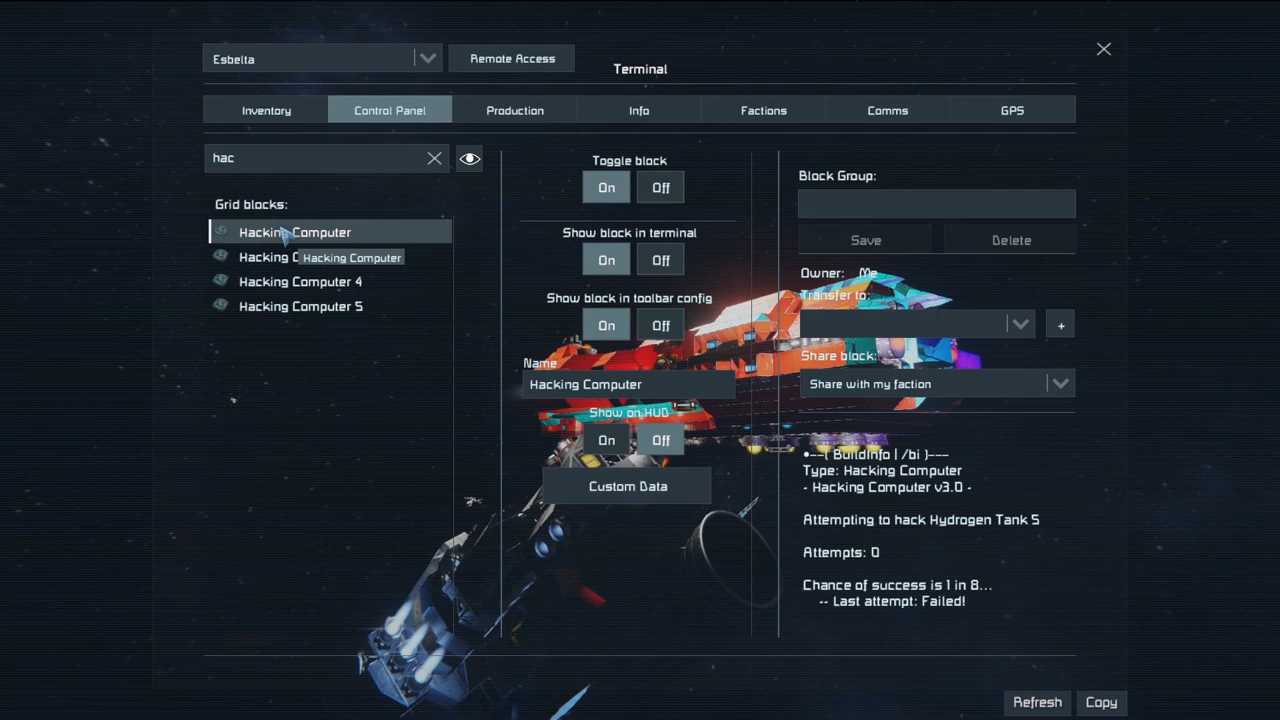 Esbelta
Remote Access
Terminal
Inventory
Control Panel
Production
Info
Factions
Comms
GPS
hac
Grid blocks:
Hacking Computer
Hacking C
Hacking Computer
Hacking Computer 4
Hacking Computer 5
Toggle block
On
Off
Show block in terminal
On
Off
Show block in toolbar config
On
Off
Name
Hacking Computer
Show on HUD
On
Off
Custom Data
Block Group:
Save
Delete
Owner: Me
Transfer to:
+
Share block:
Share with my faction
•--( BuildInfo | /bi )---
Type: Hacking Computer
- Hacking Computer v3.0 -
Attempting to hack Hydrogen Tank 5
Attempts: 0
Chance of success is 1 in 8...
-- Last attempt: Failed!
Refresh
Copy